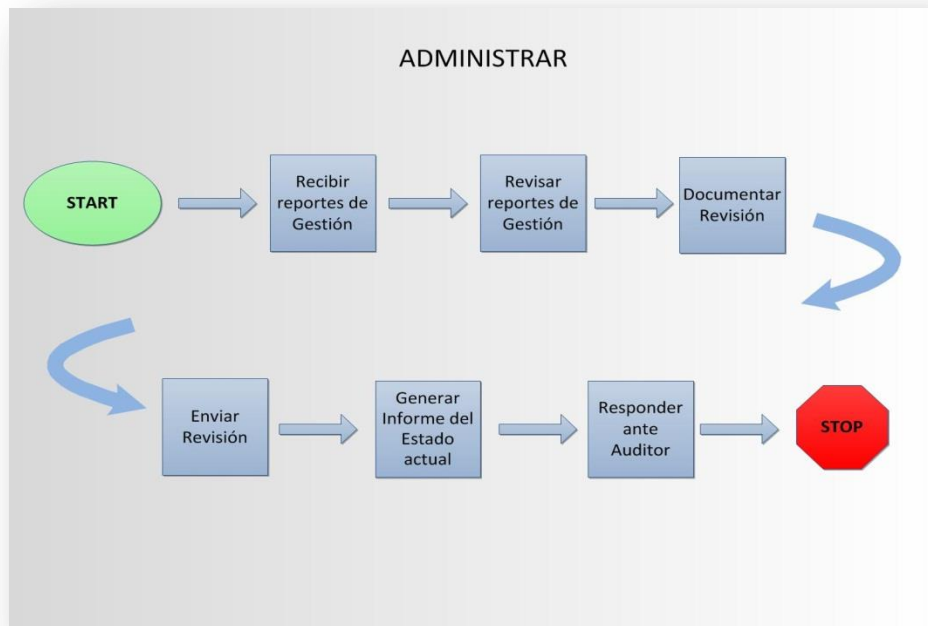 ADMINISTRAR
START
Recibir
reportes de
Gestión
Revisar
reportes de
Gestión
Documentar
Revisión
Enviar
Revisión
Generar
Informe del
Estado
actual
Responder
ante
Auditor
STOP